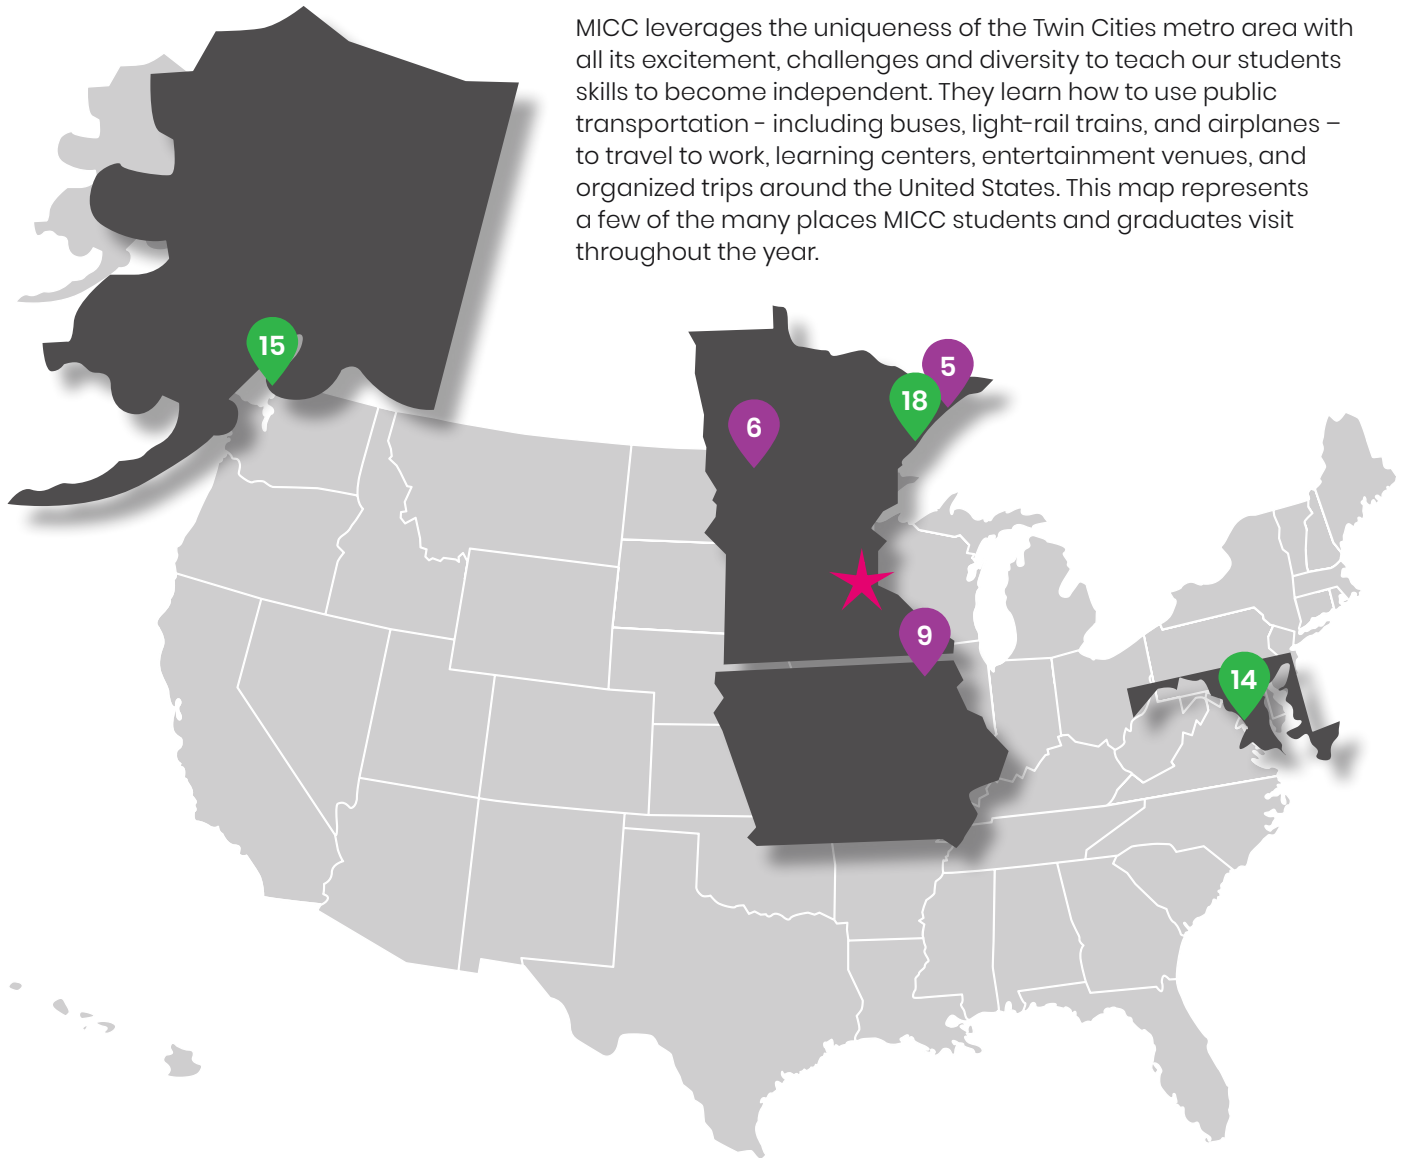 MICC leverages the uniqueness of the Twin Cities metro area with
all its excitement, challenges and diversity to teach our students
skills to become independent. They learn how to use public
transportation - including buses, light-rail trains, and airplanes –
to travel to work, learning centers, entertainment venues, and
organized trips around the United States. This map represents
a few of the many places MICC students and graduates visit
throughout the year.
15
5
18
6
9
14